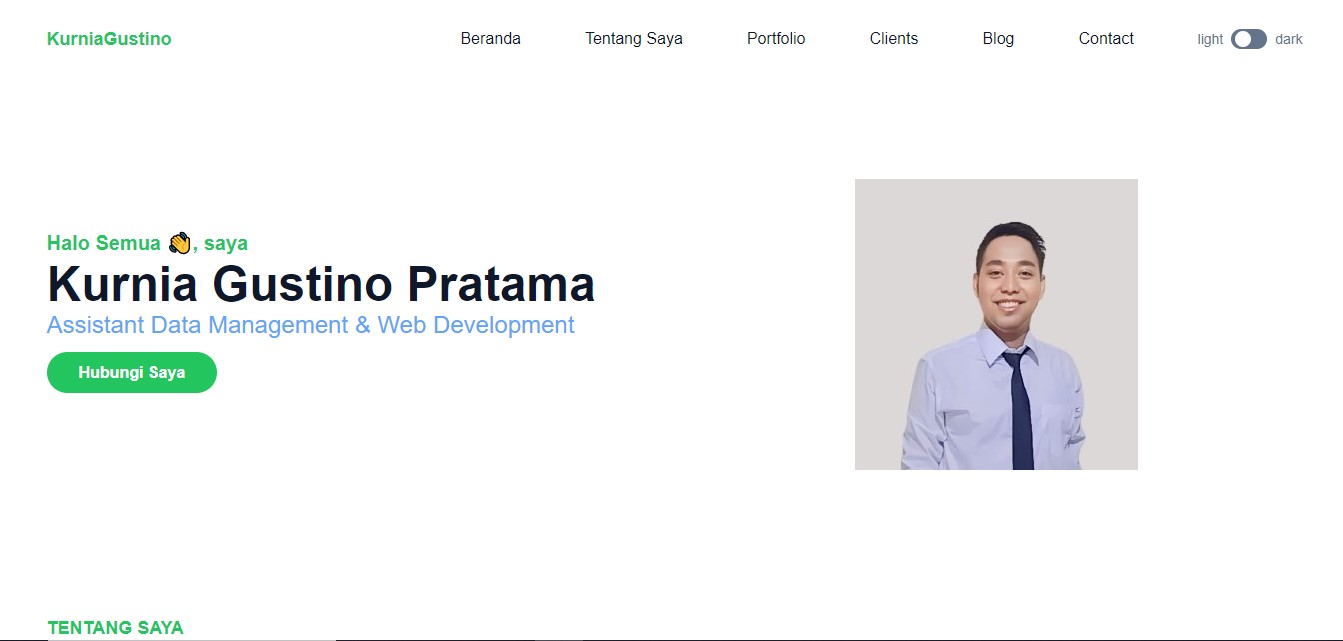 KurniaGustino
Beranda
Tentang Saya
Portfolio
Clients
Blog
Contact
light
dark
Halo Semua 👋, saya
Kurnia Gustino Pratama
Assistant Data Management & Web Development
Hubungi Saya
TENTANG SAYA